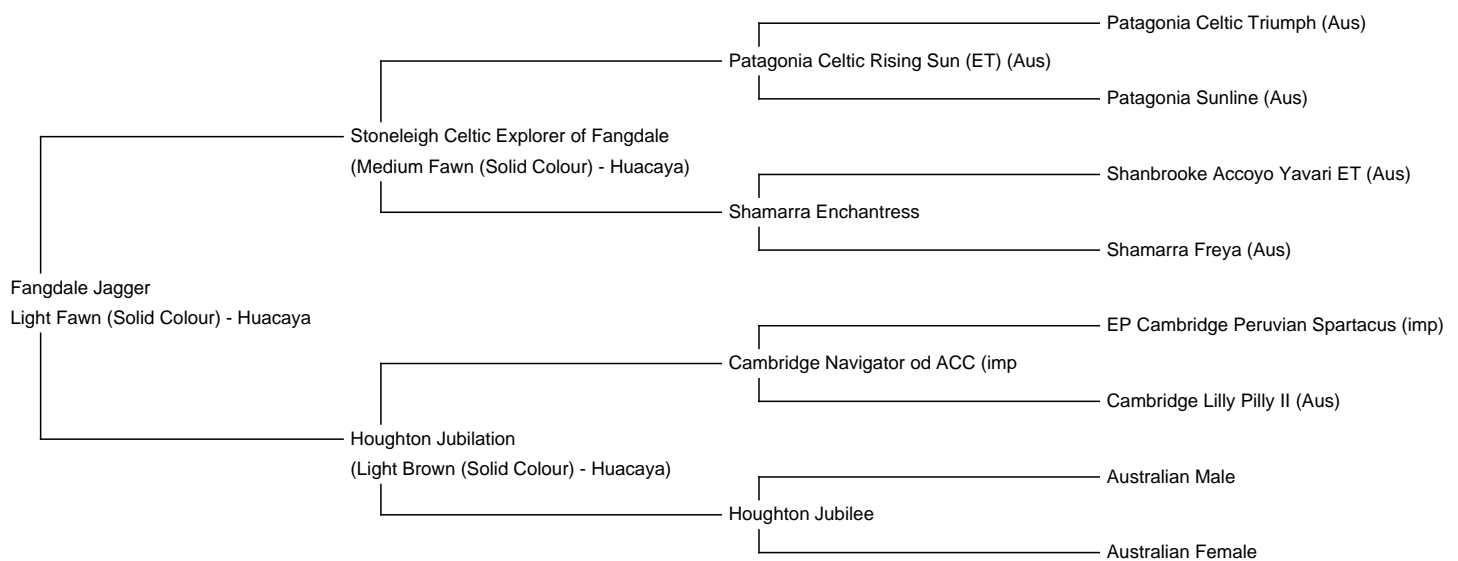 Patagonia Celtic Triumph (Aus)
Patagonia Celtic Rising Sun (ET) (Aus)
Patagonia Sunline (Aus)
Stoneleigh Celtic Explorer of Fangdale
(Medium Fawn (Solid Colour) - Huacaya)
Shanbrooke Accoyo Yavari ET (Aus)
Shamarra Enchantress
Shamarra Freya (Aus)
Fangdale Jagger
Light Fawn (Solid Colour) - Huacaya
EP Cambridge Peruvian Spartacus (imp)
Cambridge Navigator od ACC (imp
Cambridge Lilly Pilly II (Aus)
Houghton Jubilation
(Light Brown (Solid Colour) - Huacaya)
Australian Male
Houghton Jubilee
Australian Female